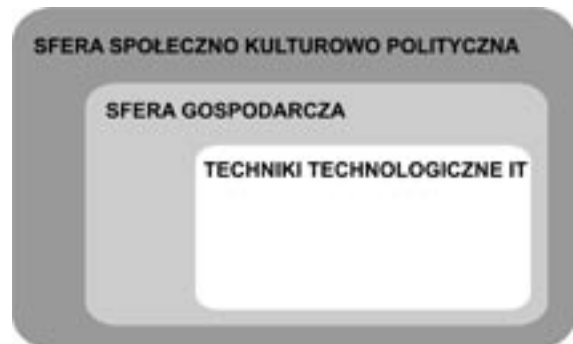 SFERA SPOŁECZNO KULTUROWO POLITYCZNA
SFERA GOSPODARCZA
TECHNIKI TECHNOLOGICZNE IT